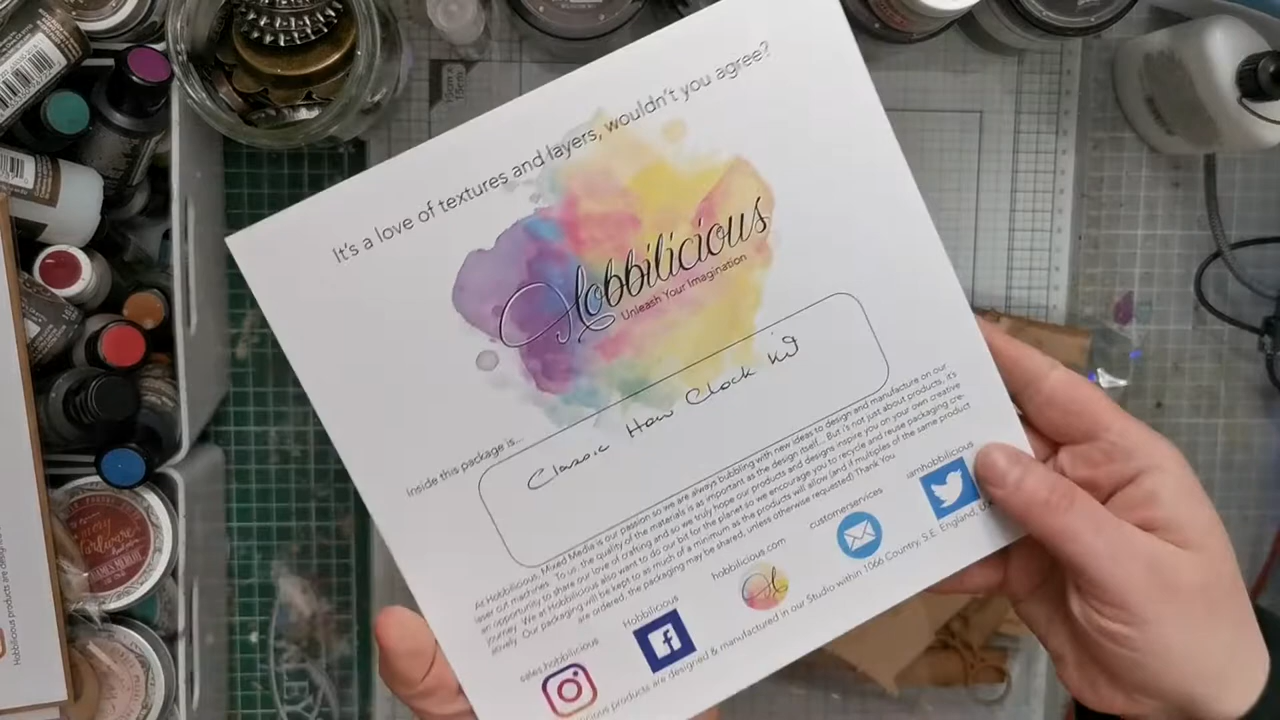 It's a love of textures and layers, wouldn't you agree?
Hobbilicious
Unleash Your Imagination
Inside this package is...
Classic Haw Clock Kit
At Hobbilicious, Mixed Media is our passion so we are always bubbling with new ideas to design and manufacture on our
laser cut machines. To us, the quality of the materials is as important as the design itself... But it's not just about products, it's
an opportunity to share our love of crafting and so we truly hope our products and designs inspire you on your own creative
journey. We at Hobbilicious also want to do our bit for the planet so we encourage you to recycle and reuse packaging cre-
atively. Our packaging will be kept to as much of a minimum as the products will allow (and if multiples of the same product
are ordered, the packaging may be shared, unless otherwise requested) Thank You
sales.hobbilicious
Hobbilicious
hobbilicious.com
customerservices
iamhobbilicious
products are designed & manufactured in our Studio within 1066 Country, S.E. England,
Hobbilicious products are
15cm x
15cm